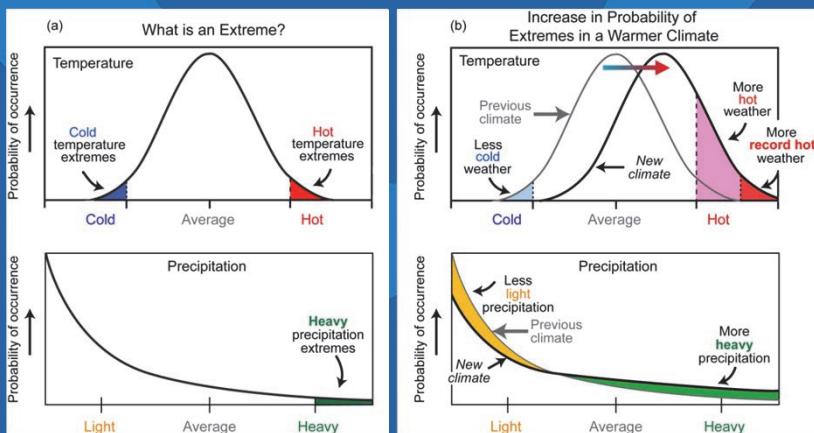 (a)
What is an Extreme?
Temperature
Probability of occurrence
Cold
temperature
extremes
Hot
temperature
extremes
Cold
Average
Hot
Precipitation
Probability of occurrence
Heavy
precipitation
extremes
Light
Average
Heavy
(b)
Increase in Probability of
Extremes in a Warmer Climate
Temperature
Probability of occurrence
Previous
climate
Less
cold
weather
New
climate
More
hot
weather
More
record hot
weather
Cold
Average
Hot
Precipitation
Probability of occurrence
Less
light
precipitation
Previous
climate
New
climate
More
heavy
precipitation
Light
Average
Heavy